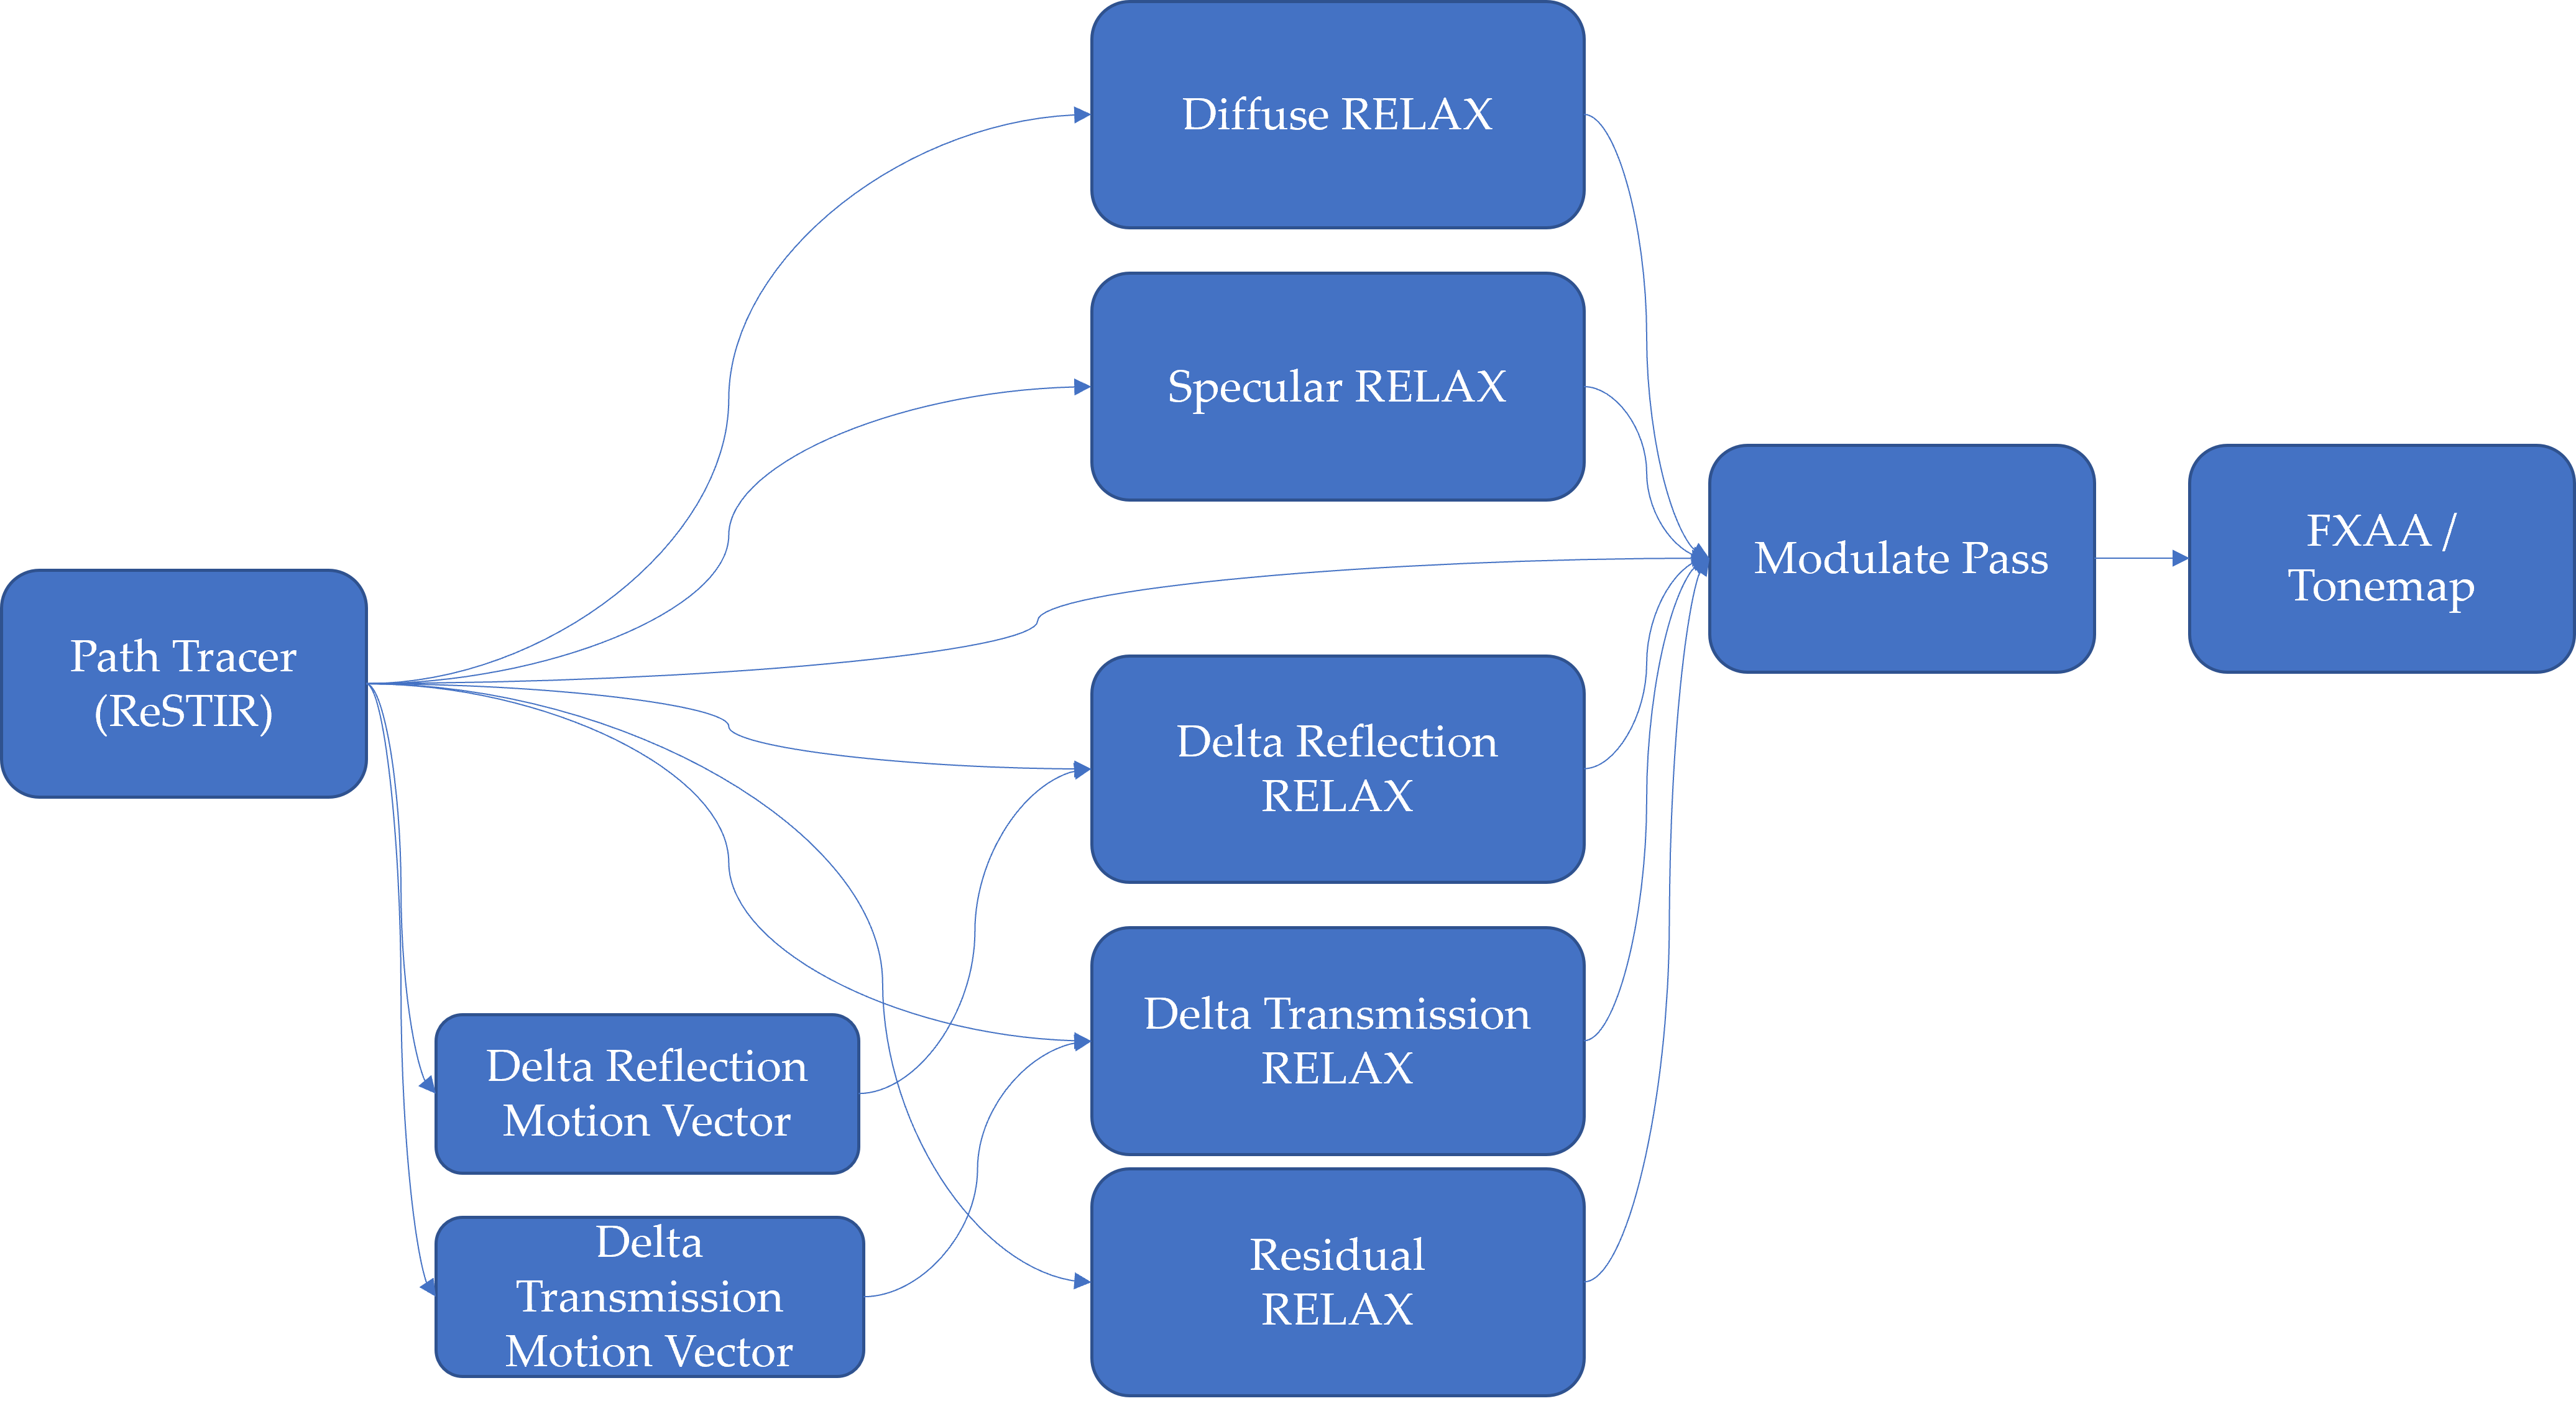 Diffuse RELAX
Specular RELAX
Modulate Pass
FXAA /
Tonemap
Path Tracer
(ReSTIR)
Delta Reflection
RELAX
Delta Transmission
RELAX
Delta Reflection
Motion Vector
Delta
Transmission
Motion Vector
Residual
RELAX